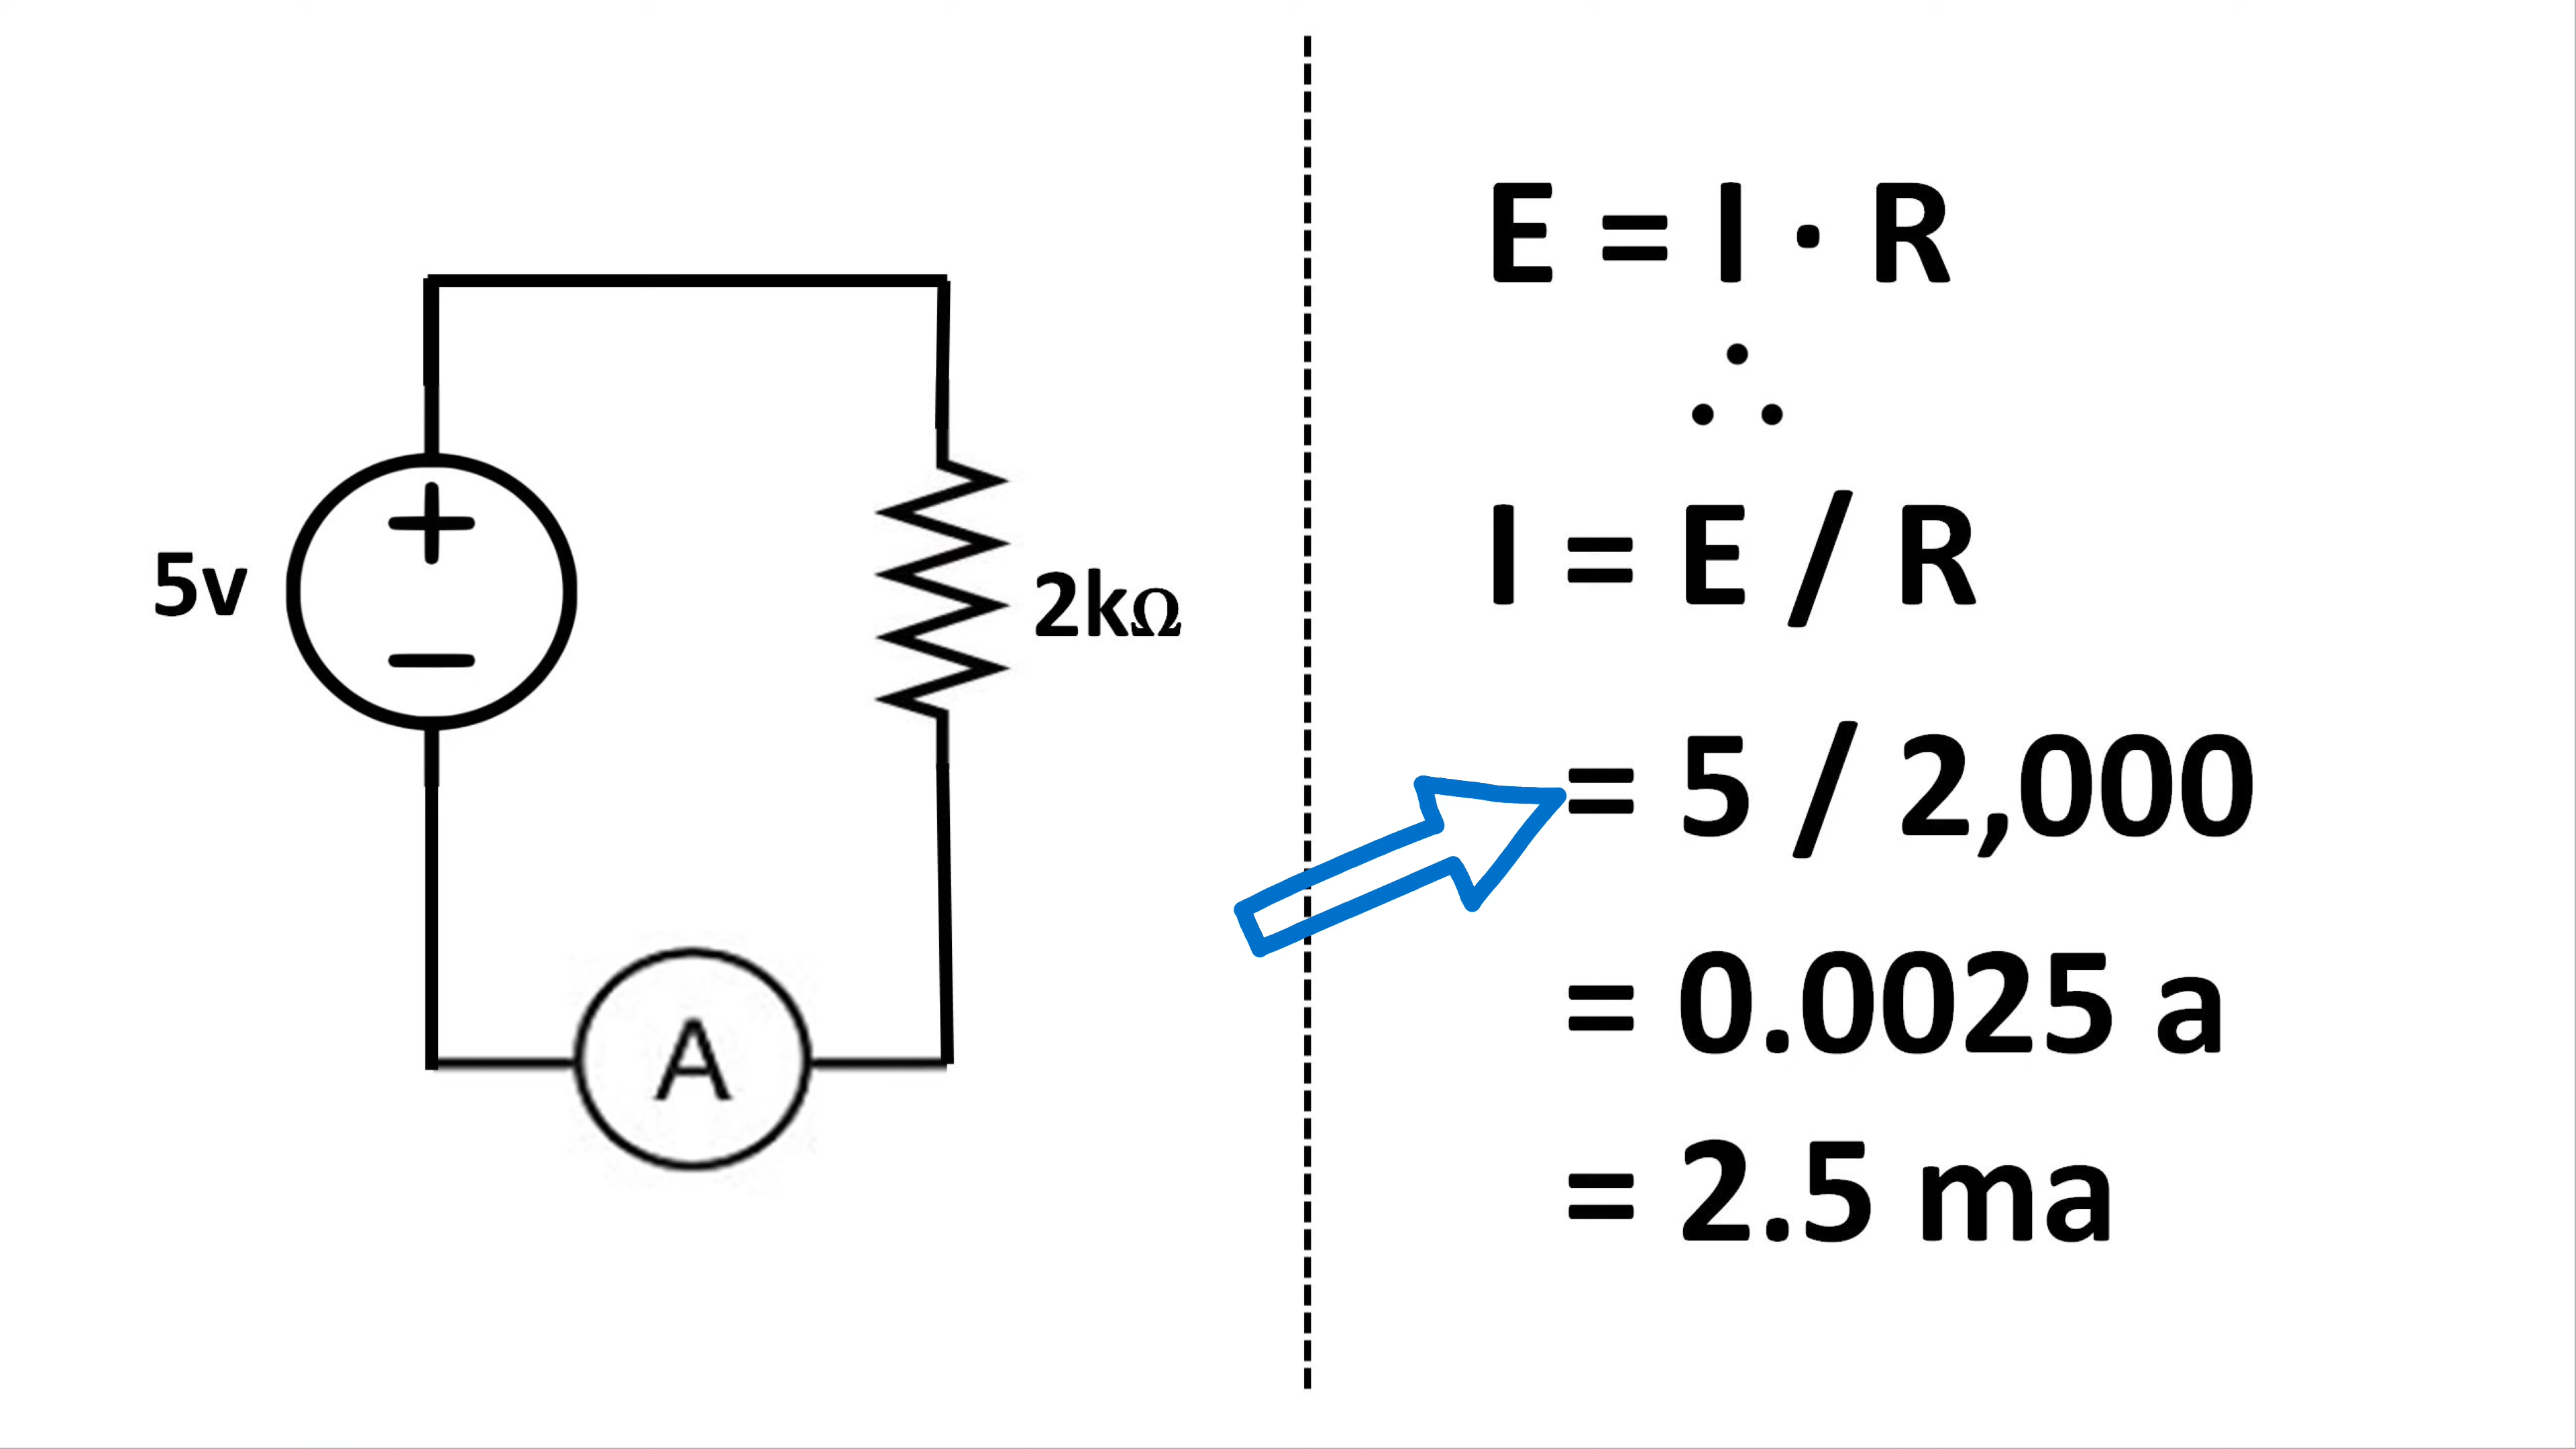 5v
+
−
2kΩ
A
E = I · R
∴
I = E / R
= 5 / 2,000
= 0.0025 a
= 2.5 ma